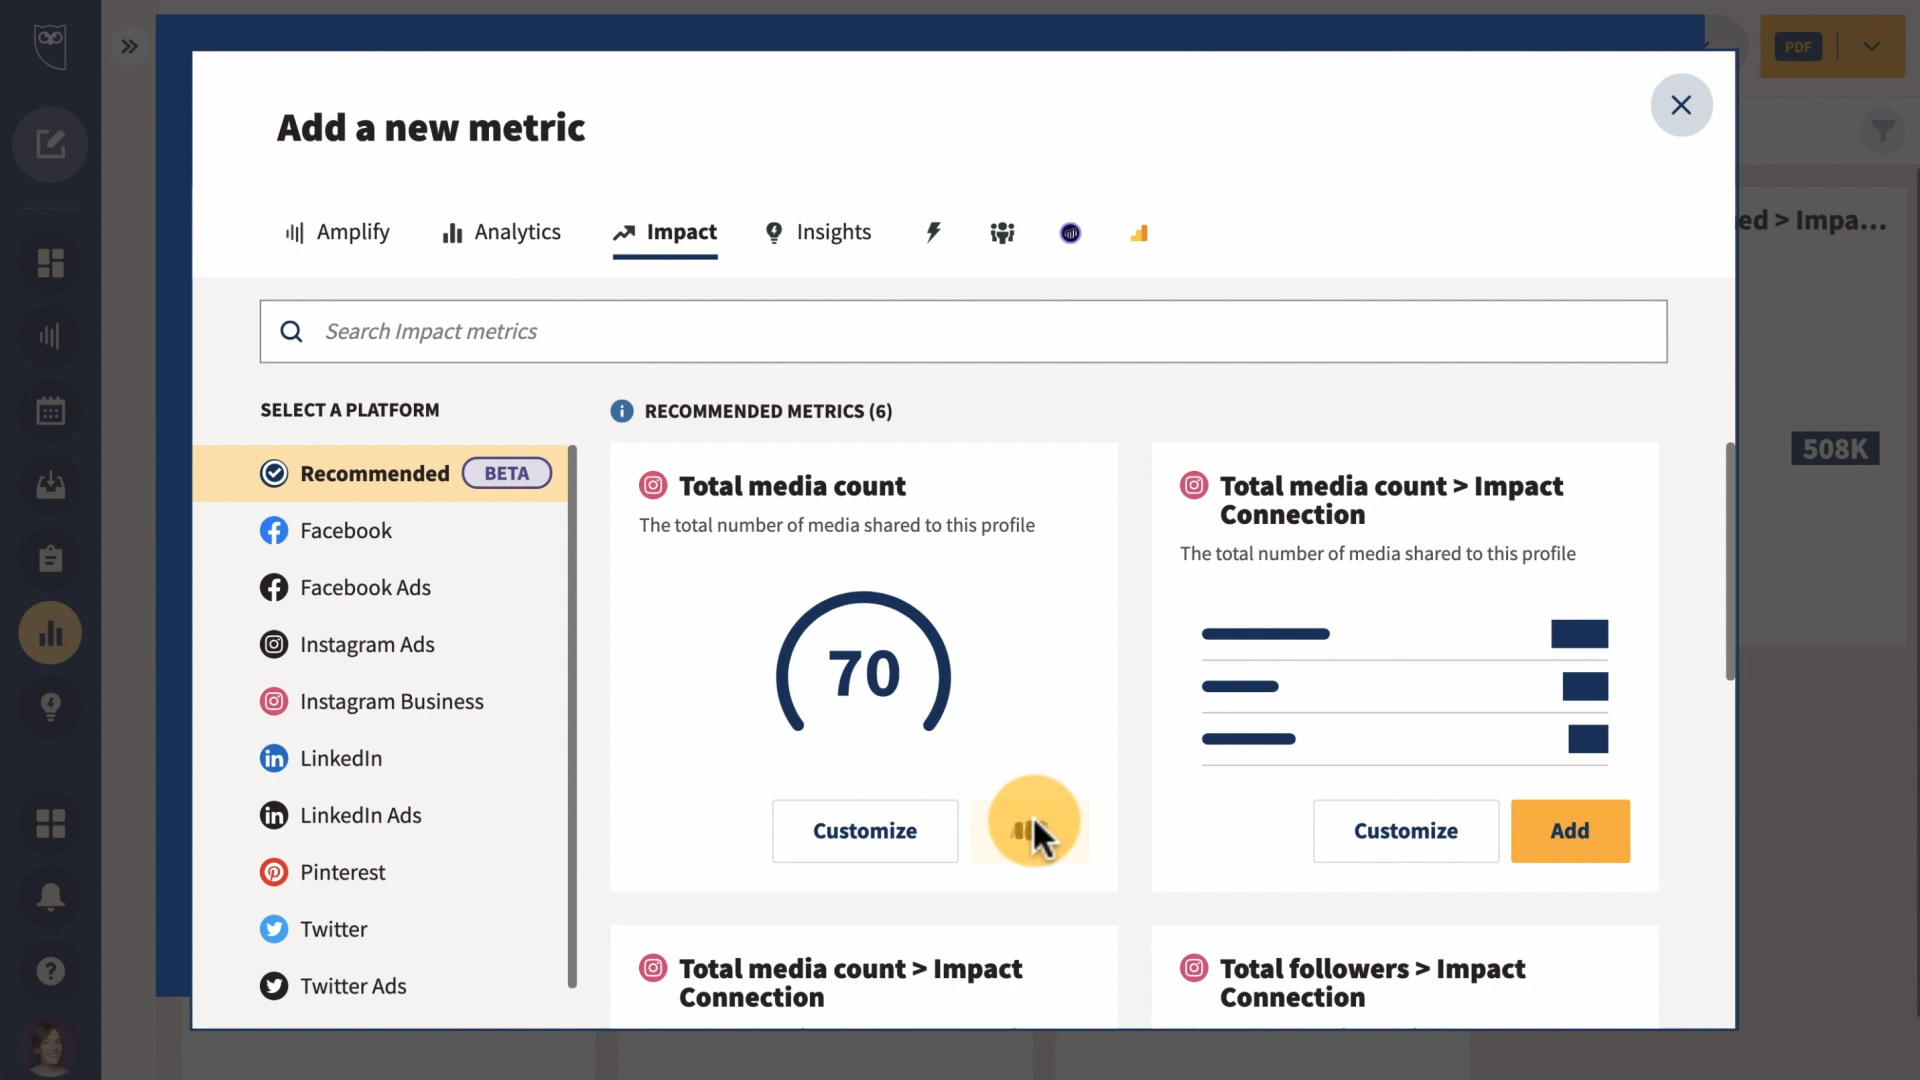 PDF
Add a new metric
ed > Impa...
Amplify
Analytics
Impact
Insights
Search Impact metrics
SELECT A PLATFORM
RECOMMENDED METRICS (6)
508K
Recommended BETA
Facebook
Facebook Ads
Instagram Ads
Instagram Business
LinkedIn
LinkedIn Ads
Pinterest
Twitter
Twitter Ads
Total media count
The total number of media shared to this profile
70
Customize
Total media count > Impact
Connection
The total number of media shared to this profile
Customize
Add
Total media count > Impact
Connection
Total followers > Impact
Connection